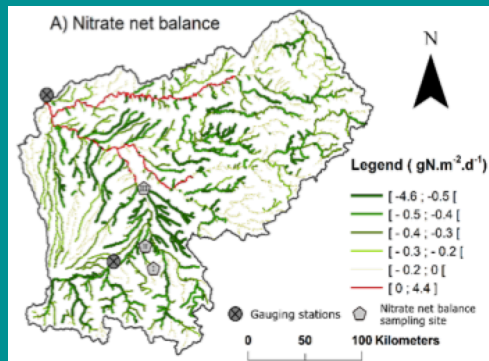 A) Nitrate net balance
N
Legend ( gN.m⁻².d⁻¹)
[ -4.6 ; -0.5 [
[ - 0.5 ; -0.4 [
[ - 0.4 ; -0.3 [
[ - 0.3 ; - 0.2 [
[ - 0.2 ; 0 [
[ 0 ; 4.4 ]
Gauging stations
Nitrate net balance
sampling site
0 50 100 Kilometers